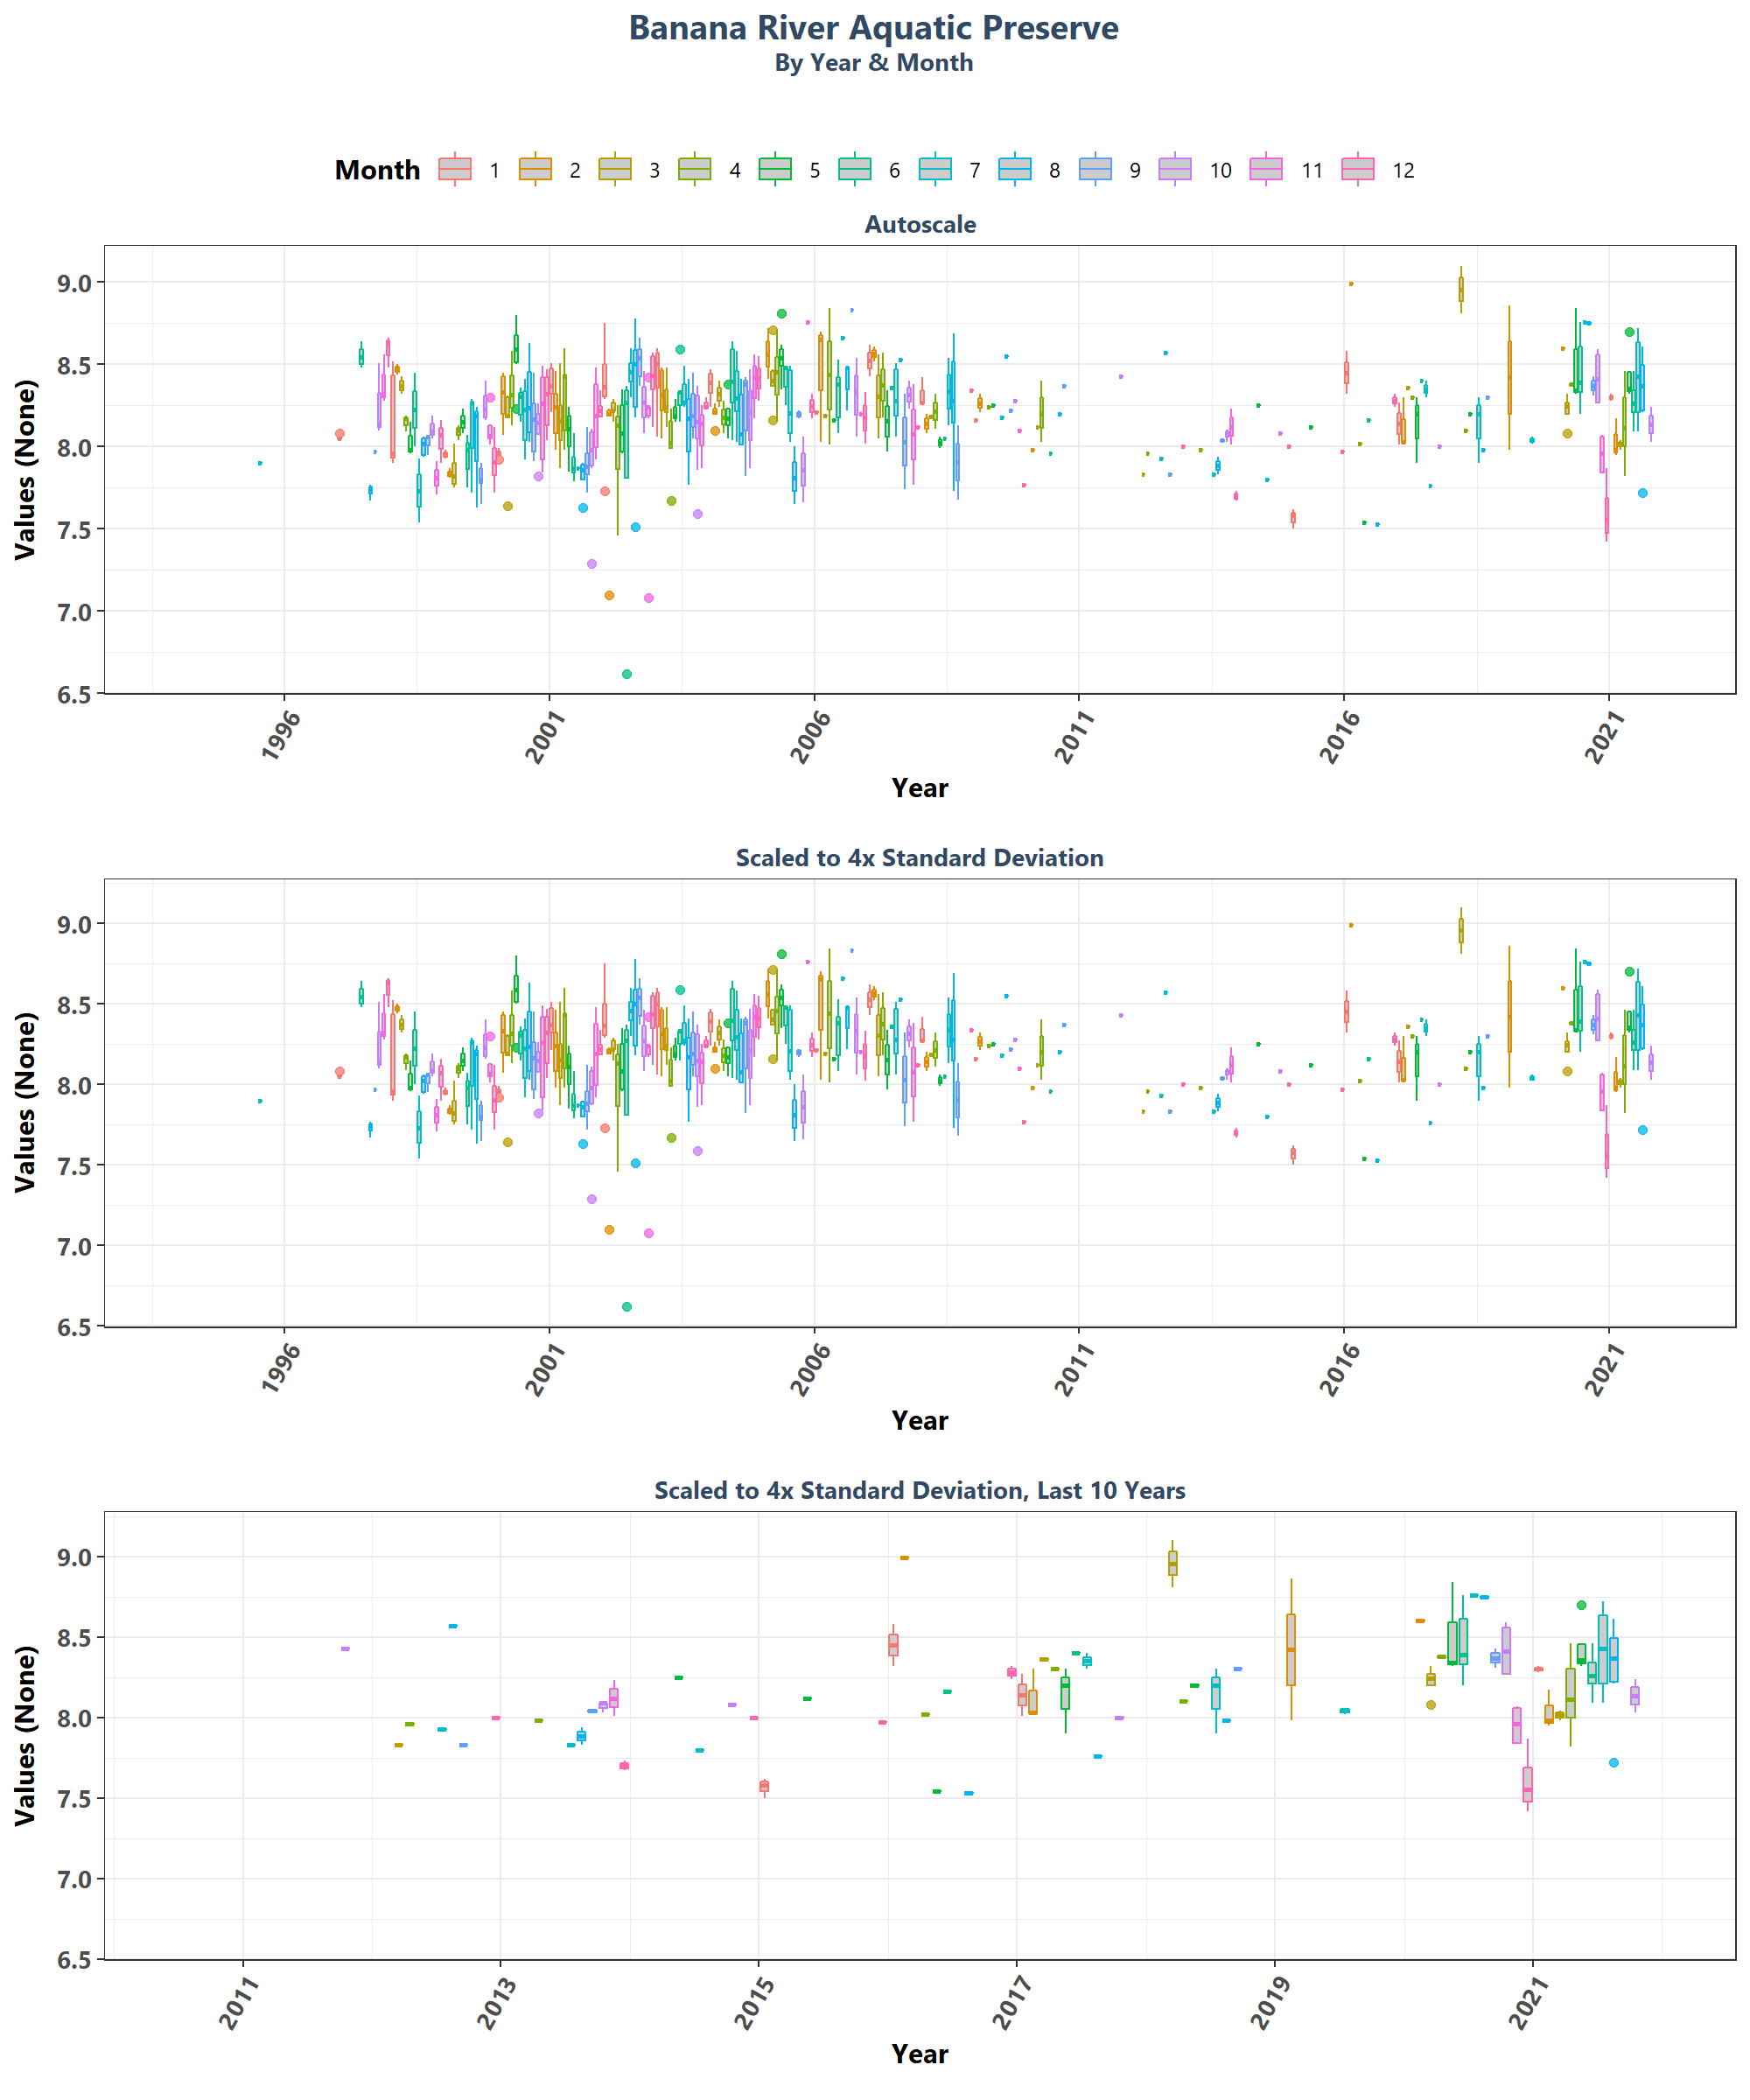 Banana River Aquatic Preserve
By Year & Month
Month 1 2 3 4 5 6 7 8 9 10 11 12
Autoscale
Values (None)
9.0
8.5
8.0
7.5
7.0
6.5
1996 2001 2006 2011 2016 2021
Year
Scaled to 4x Standard Deviation
Values (None)
9.0
8.5
8.0
7.5
7.0
6.5
1996 2001 2006 2011 2016 2021
Year
Scaled to 4x Standard Deviation, Last 10 Years
Values (None)
9.0
8.5
8.0
7.5
7.0
6.5
2011 2013 2015 2017 2019 2021
Year